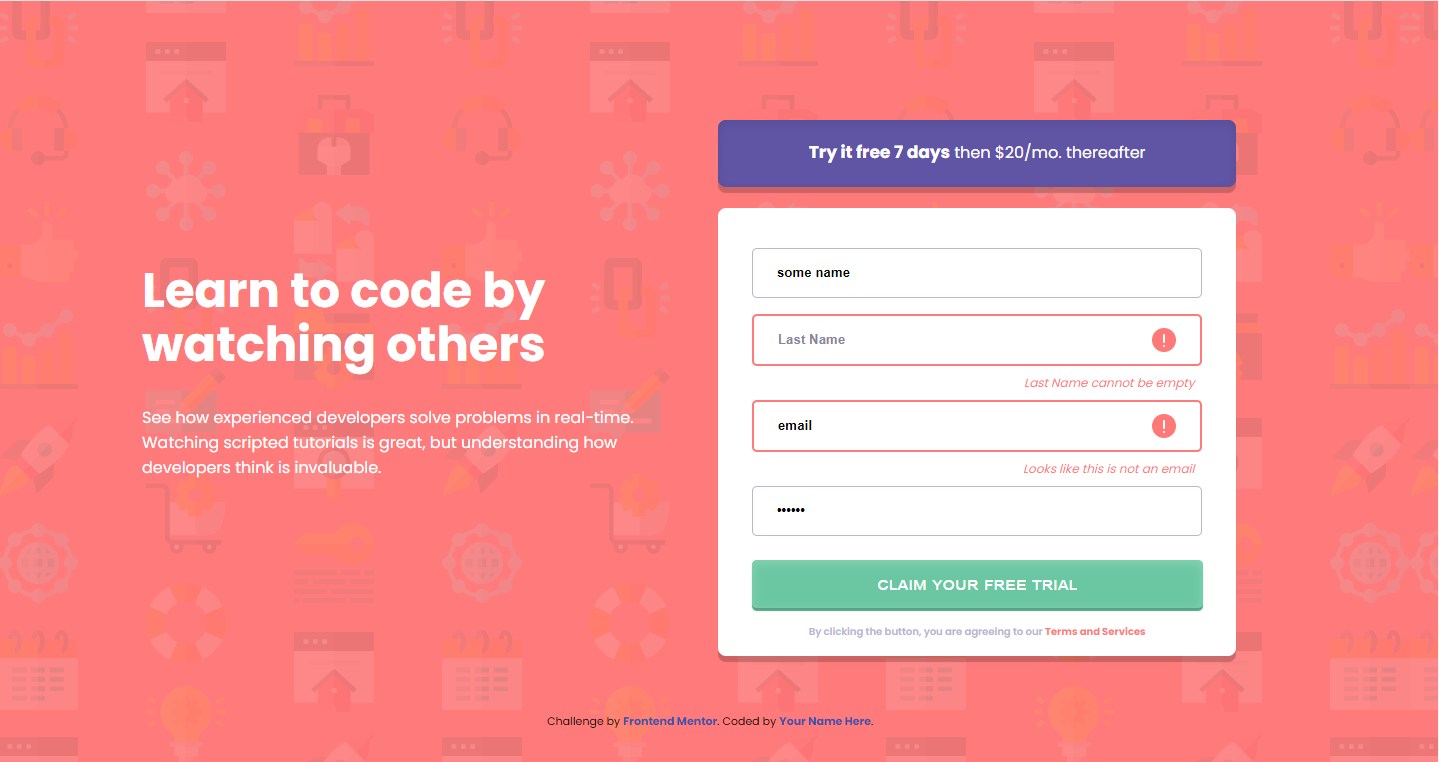 Learn to code by
watching others
See how experienced developers solve problems in real-time.
Watching scripted tutorials is great, but understanding how
developers think is invaluable.
Try it free 7 days then $20/mo. thereafter
some name
Last Name
!
Last Name cannot be empty
email
!
Looks like this is not an email
••••••
CLAIM YOUR FREE TRIAL
By clicking the button, you are agreeing to our Terms and Services
Challenge by Frontend Mentor. Coded by Your Name Here.